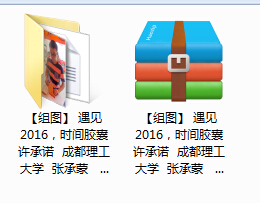 【组图】 遇见
2016，时间胶囊
许承诺 成都理工
大学 张承蒙 ...
【组图】 遇见
2016，时间胶囊
许承诺 成都理工
大学 张承蒙 ...